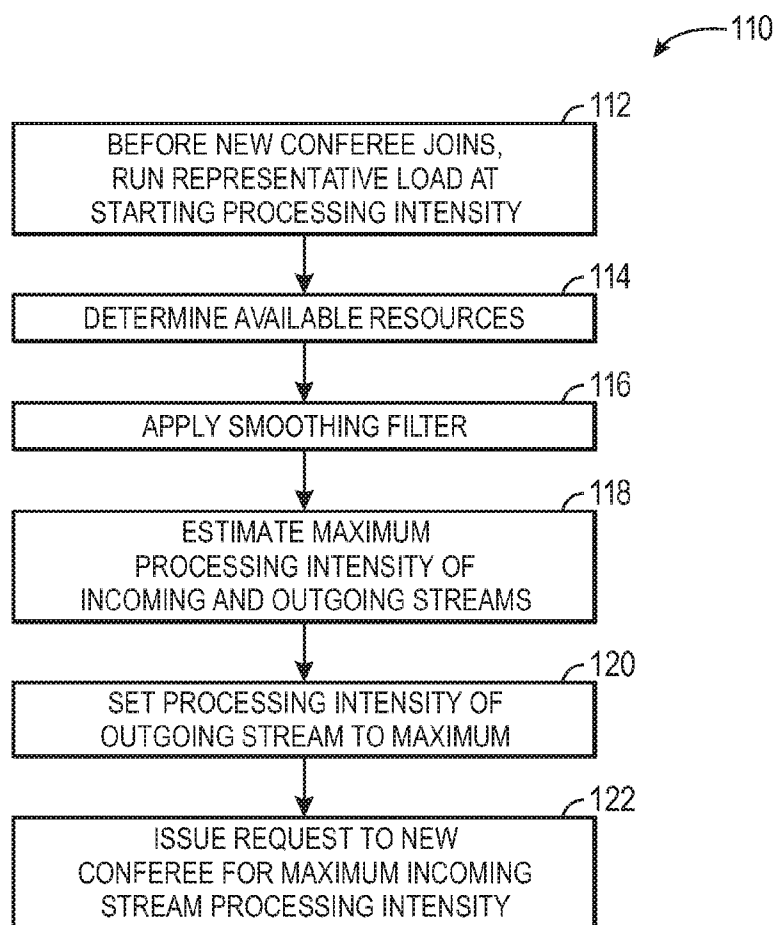 110
112
BEFORE NEW CONFEREE JOINS,
RUN REPRESENTATIVE LOAD AT
STARTING PROCESSING INTENSITY
114
DETERMINE AVAILABLE RESOURCES
116
APPLY SMOOTHING FILTER
118
ESTIMATE MAXIMUM
PROCESSING INTENSITY OF
INCOMING AND OUTGOING STREAMS
120
SET PROCESSING INTENSITY OF
OUTGOING STREAM TO MAXIMUM
122
ISSUE REQUEST TO NEW
CONFEREE FOR MAXIMUM INCOMING
STREAM PROCESSING INTENSITY